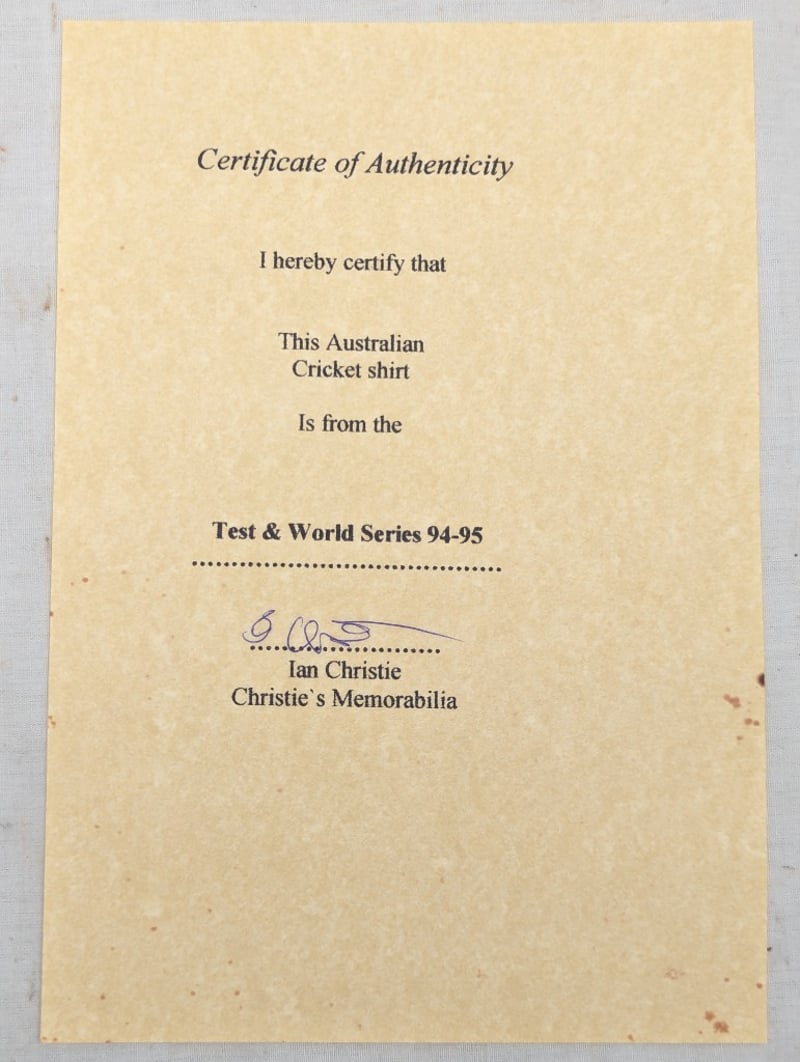 Certificate of Authenticity
I hereby certify that
This Australian
Cricket shirt
Is from the
Test & World Series 94-95
........................................
.........................
Ian Christie
Christie`s Memorabilia